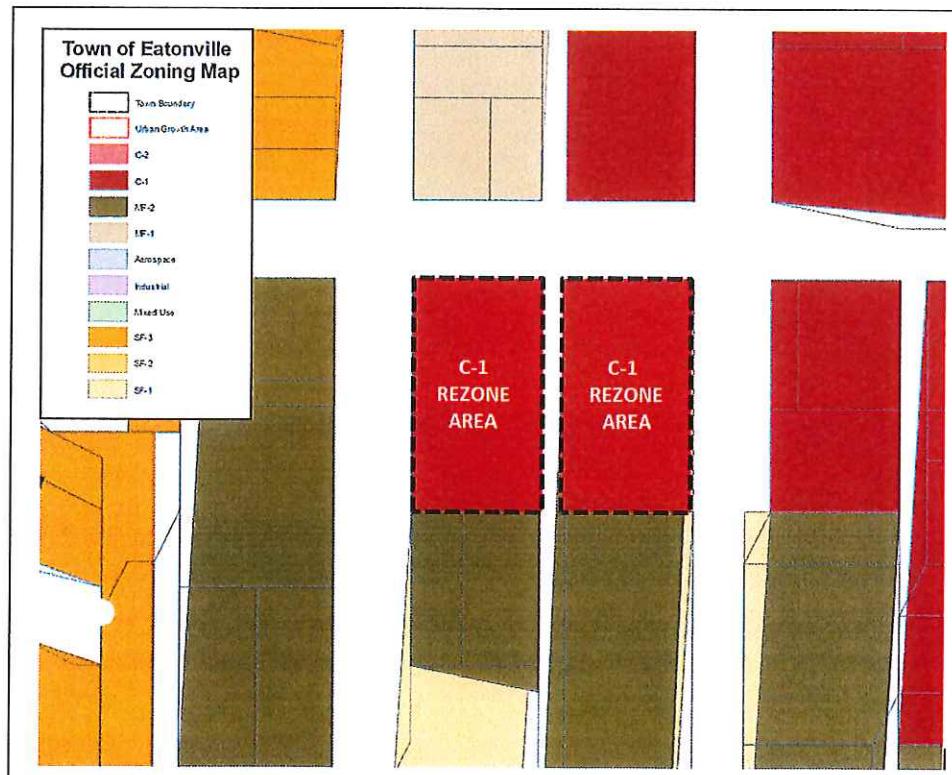 Town of Eatonville
Official Zoning Map
Town Boundary
Urban Growth Area
C-2
C-1
MF-2
MF-1
Aerospace
Industrial
Mixed Use
SF-3
SF-2
SF-1
C-1
REZONE
AREA
C-1
REZONE
AREA